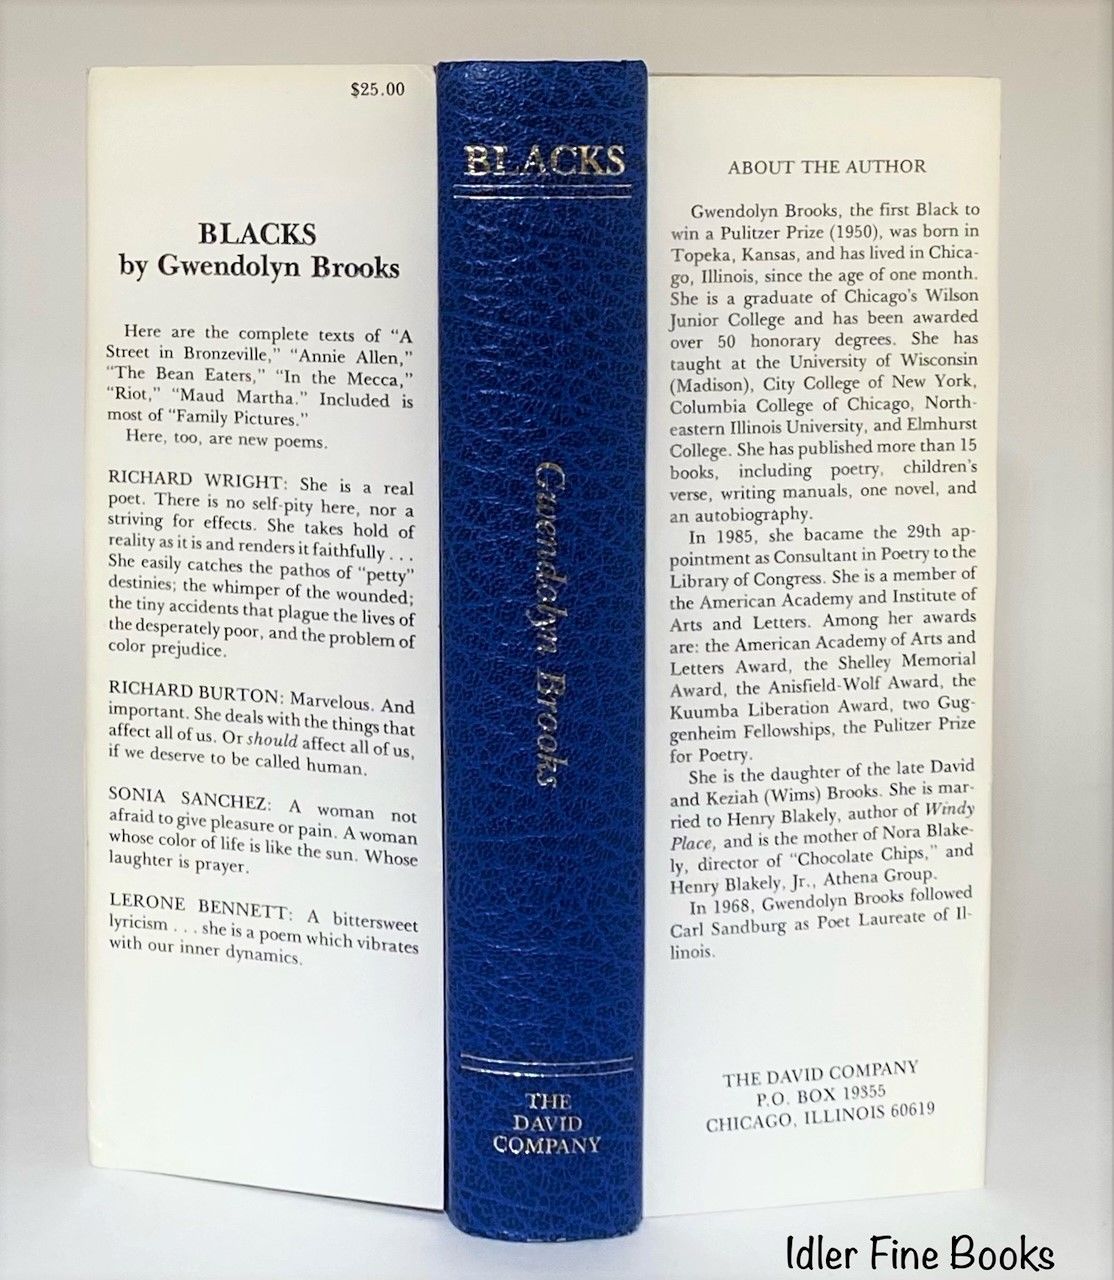 $25.00
BLACKS
by Gwendolyn Brooks
Here are the complete texts of “A
Street in Bronzeville,” “Annie Allen,”
“The Bean Eaters,” “In the Mecca,”
“Riot,” “Maud Martha.” Included is
most of “Family Pictures.”
Here, too, are new poems.
RICHARD WRIGHT: She is a real
poet. There is no self-pity here, nor a
striving for effects. She takes hold of
reality as it is and renders it faithfully . . .
She easily catches the pathos of “petty”
destinies; the whimper of the wounded;
the tiny accidents that plague the lives of
the desperately poor, and the problem of
color prejudice.
RICHARD BURTON: Marvelous. And
important. She deals with the things that
affect all of us. Or should affect all of us,
if we deserve to be called human.
SONIA SANCHEZ: A woman not
afraid to give pleasure or pain. A woman
whose color of life is like the sun. Whose
laughter is prayer.
LERONE BENNETT: A bittersweet
lyricism . . . she is a poem which vibrates
with our inner dynamics.
BLACKS
Gwendolyn Brooks
THE
DAVID
COMPANY
ABOUT THE AUTHOR
Gwendolyn Brooks, the first Black to
win a Pulitzer Prize (1950), was born in
Topeka, Kansas, and has lived in Chica-
go, Illinois, since the age of one month.
She is a graduate of Chicago’s Wilson
Junior College and has been awarded
over 50 honorary degrees. She has
taught at the University of Wisconsin
(Madison), City College of New York,
Columbia College of Chicago, North-
eastern Illinois University, and Elmhurst
College. She has published more than 15
books, including poetry, children’s
verse, writing manuals, one novel, and
an autobiography.
In 1985, she bacame the 29th ap-
pointment as Consultant in Poetry to the
Library of Congress. She is a member of
the American Academy and Institute of
Arts and Letters. Among her awards
are: the American Academy of Arts and
Letters Award, the Shelley Memorial
Award, the Anisfield-Wolf Award, the
Kuumba Liberation Award, two Gug-
genheim Fellowships, the Pulitzer Prize
for Poetry.
She is the daughter of the late David
and Keziah (Wims) Brooks. She is mar-
ried to Henry Blakely, author of Windy
Place, and is the mother of Nora Blake-
ly, director of “Chocolate Chips,” and
Henry Blakely, Jr., Athena Group.
In 1968, Gwendolyn Brooks followed
Carl Sandburg as Poet Laureate of Il-
linois.
THE DAVID COMPANY
P.O. BOX 19355
CHICAGO, ILLINOIS 60619
Idler Fine Books